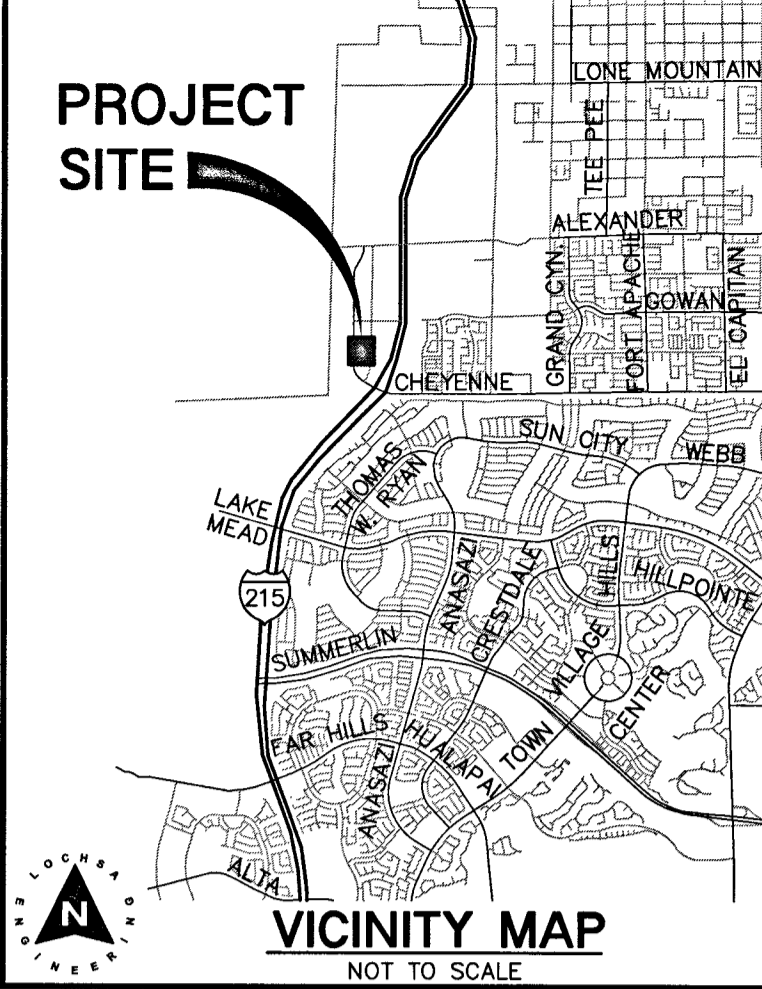 PROJECT
SITE
LONE MOUNTAIN
TEE PEE
ALEXANDER
GRAND CYN.
FORT APACHE
GOWAN
EL CAPITAN
CHEYENNE
SUN CITY
WEBB
THOMAS
W. RYAN
LAKE
MEAD
ANASAZI
CRESTDALE
HILLS
HILLPOINTE
215
VILLAGE
SUMMERLIN
CENTER
TOWN
FAR HILLS
HUALAPAI
ANASAZI
ALTA
LOCHSA
ENGINEERING
N
VICINITY MAP
NOT TO SCALE